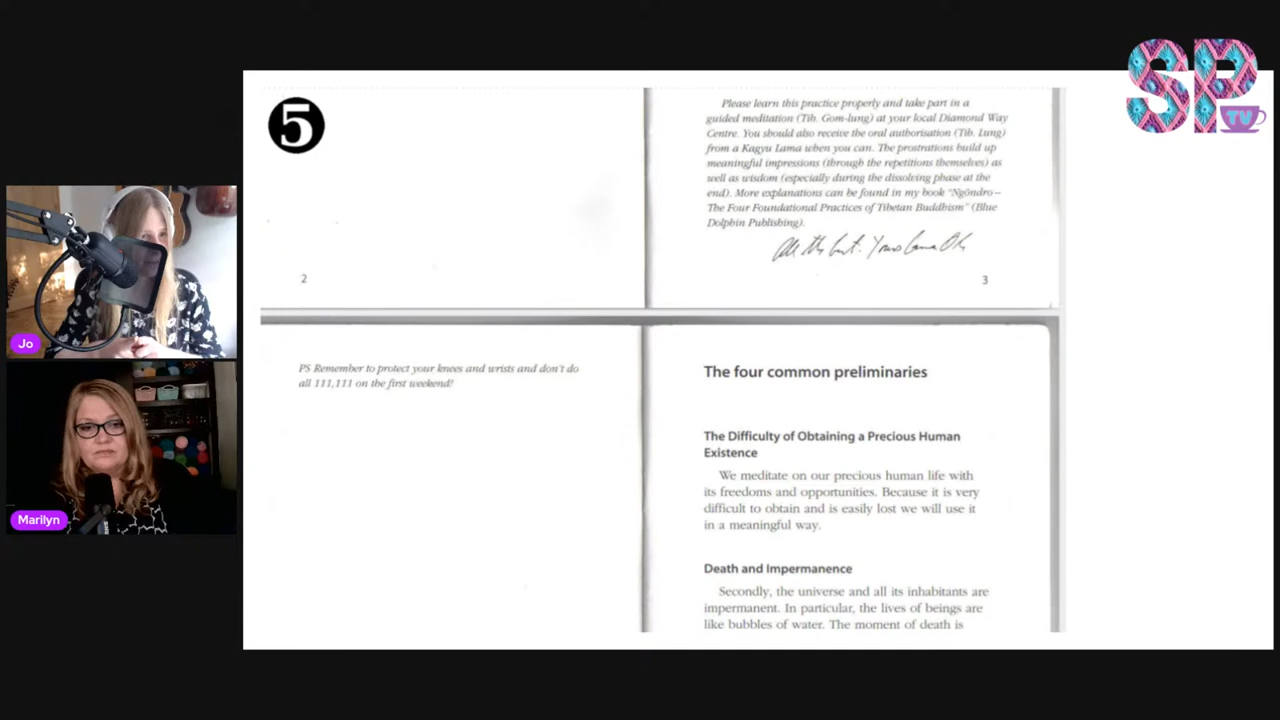 SP
TV
5
Please learn this practice properly and take part in a
guided meditation (Tib. Gom-lung) at your local Diamond Way
Centre. You should also receive the oral authorisation (Tib. Lung)
from a Kagyu Lama when you can. The prostrations build up
meaningful impressions (through the repetitions themselves) as
well as wisdom (especially during the dissolving phase at the
end). More explanations can be found in my book "Ngöndro –
The Four Foundational Practices of Tibetan Buddhism" (Blue
Dolphin Publishing).
All the best. Your Lama Ole
2
3
PS Remember to protect your knees and wrists and don't do
all 111,111 on the first weekend!
The four common preliminaries
The Difficulty of Obtaining a Precious Human
Existence
We meditate on our precious human life with
its freedoms and opportunities. Because it is very
difficult to obtain and is easily lost we will use it
in a meaningful way.
Death and Impermanence
Secondly, the universe and all its inhabitants are
impermanent. In particular, the lives of beings are
like bubbles of water. The moment of death is
Jo
Marilyn